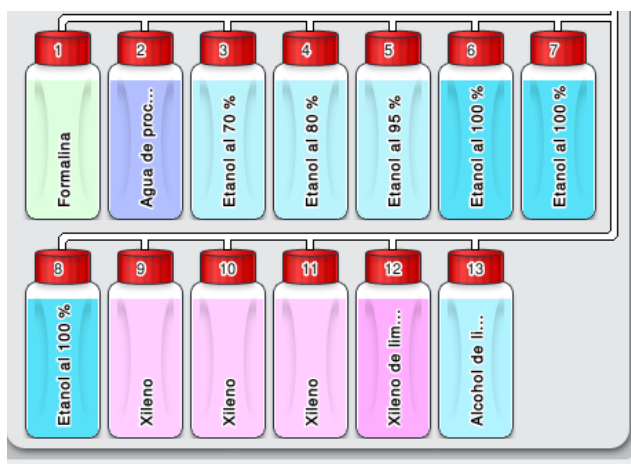 1
2
3
4
5
6
7
Formalina
Agua de proc...
Etanol al 70 %
Etanol al 80 %
Etanol al 95 %
Etanol al 100 %
Etanol al 100 %
8
9
10
11
12
13
Etanol al 100 %
Xileno
Xileno
Xileno
Xileno de lim...
Alcohol de li...